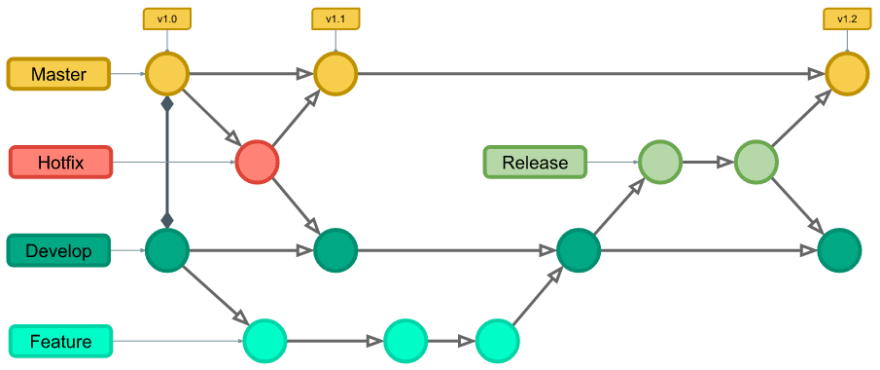 v1.0
v1.1
v1.2
Master
Hotfix
Release
Develop
Feature